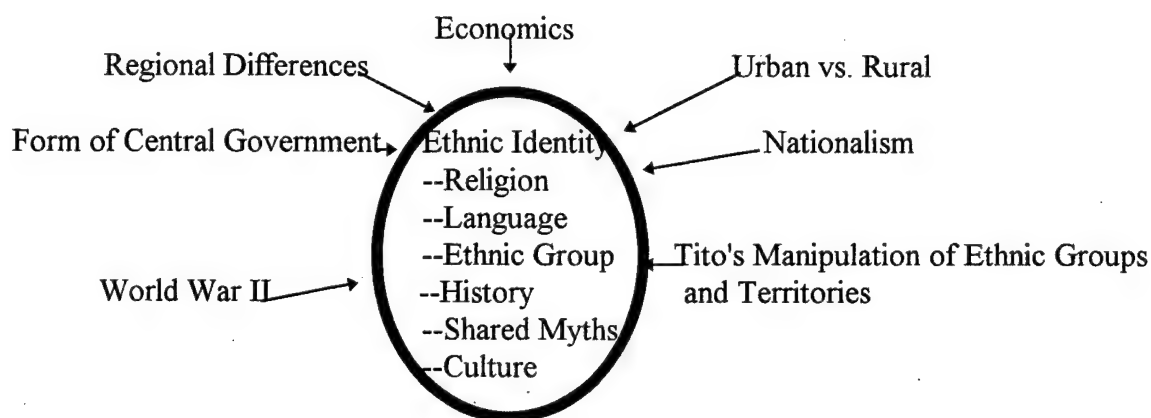 Economics
Regional Differences
Urban vs. Rural
Form of Central Government
Ethnic Identity
Nationalism
--Religion
--Language
--Ethnic Group
Tito's Manipulation of Ethnic Groups
and Territories
World War II
--History
--Shared Myths
--Culture